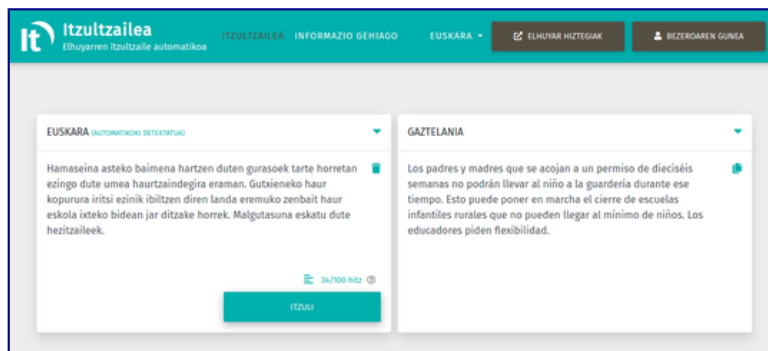 It Itzultzailea
Elhuyarren itzultzaile automatikoa
ITZULTZAILEA INFORMAZIO GEHIAGO EUSKARA ELHUYAR HIZTEGIAK BEZEROAREN GUNEA
EUSKARA (AUTOMATIKOKI DETEKTATUA)
Hamaseina asteko baimena hartzen duten gurasoek tarte horretan
ezingo dute umea haurtzaindegira eraman. Gutxieneko haur
kopurura iritsi ezinik ibiltzen diren landa eremuko zenbait haur
eskola ixteko bidean jar ditzake horrek. Malgutasuna eskatu dute
hezitzaileek.
34/100 hitz
ITZULI
GAZTELANIA
Los padres y madres que se acojan a un permiso de dieciséis
semanas no podrán llevar al niño a la guardería durante ese
tiempo. Esto puede poner en marcha el cierre de escuelas
infantiles rurales que no pueden llegar al mínimo de niños. Los
educadores piden flexibilidad.